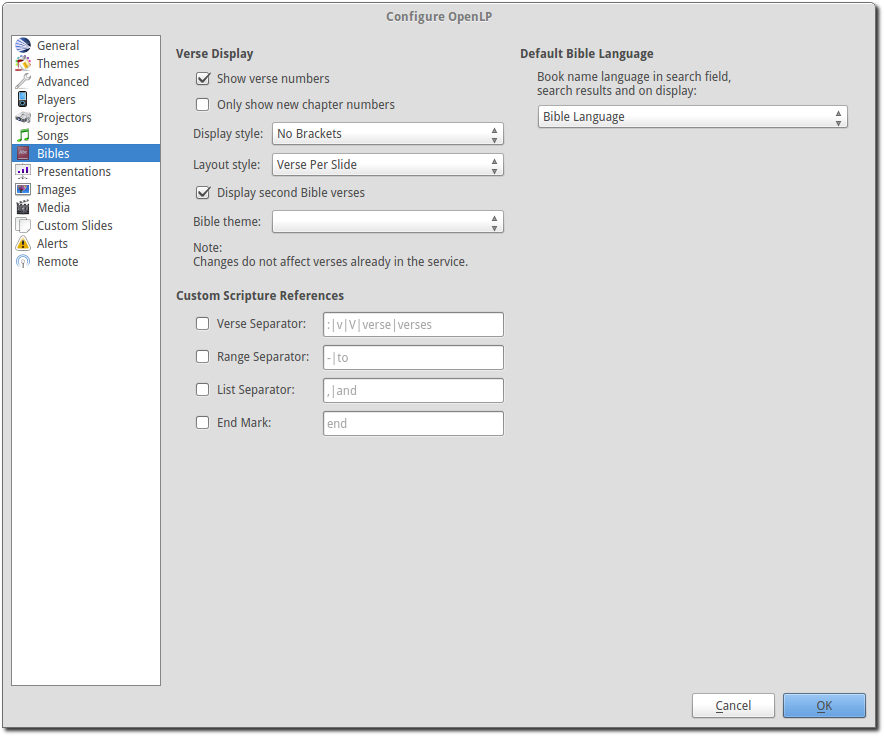 Configure OpenLP
General
Themes
Advanced
Players
Projectors
Songs
Bibles
Presentations
Images
Media
Custom Slides
Alerts
Remote
Verse Display
Show verse numbers
Only show new chapter numbers
Display style: No Brackets
Layout style: Verse Per Slide
Display second Bible verses
Bible theme:
Note:
Changes do not affect verses already in the service.
Custom Scripture References
Verse Separator: :|v|V|verse|verses
Range Separator: -|to
List Separator: ,|and
End Mark: end
Default Bible Language
Book name language in search field,
search results and on display:
Bible Language
Cancel
OK